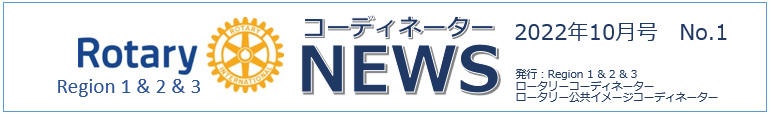 Rotary
Region 1 & 2 & 3
ROTARY
INTERNATIONAL
コーディネーター
NEWS
2022年10月号　No.1
発行：Region 1 & 2 & 3
ロータリーコーディネーター
ロータリー公共イメージコーディネーター